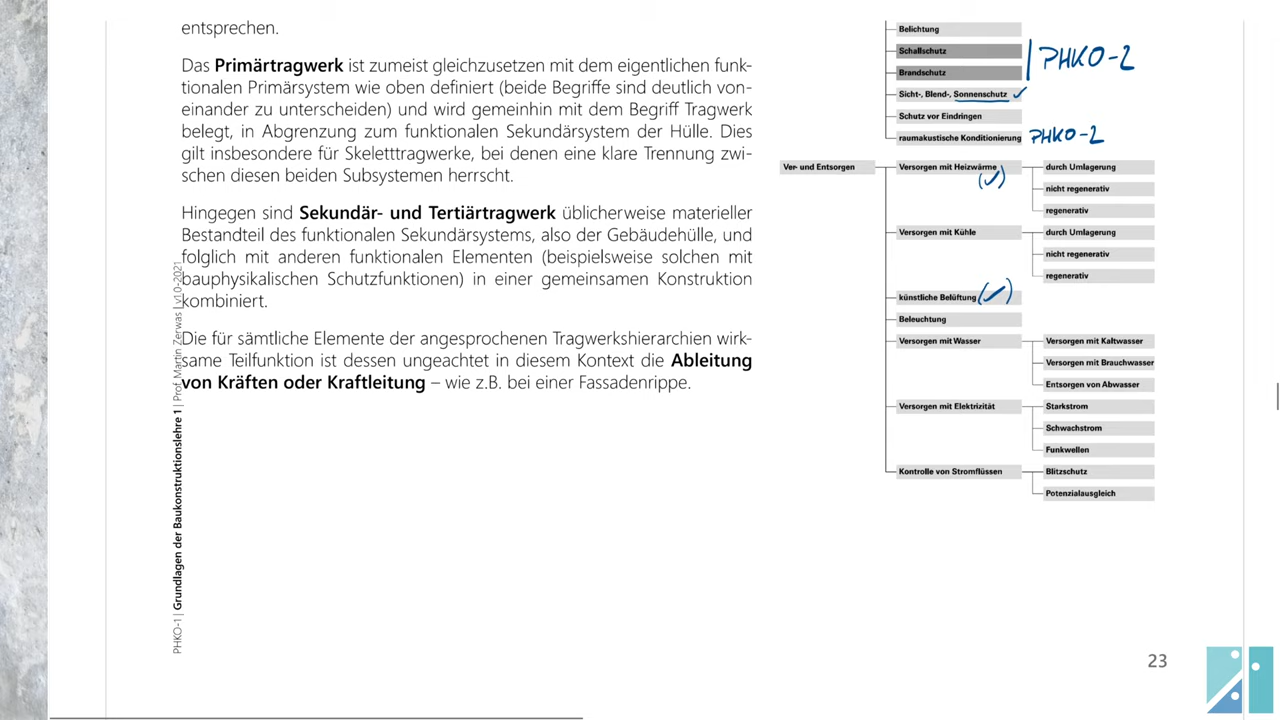 entsprechen.
Das Primärtragwerk ist zumeist gleichzusetzen mit dem eigentlichen funk-
tionalen Primärsystem wie oben definiert (beide Begriffe sind deutlich von-
einander zu unterscheiden) und wird gemeinhin mit dem Begriff Tragwerk
belegt, in Abgrenzung zum funktionalen Sekundärsystem der Hülle. Dies
gilt insbesondere für Skeletttragwerke, bei denen eine klare Trennung zwi-
schen diesen beiden Subsystemen herrscht.
Hingegen sind Sekundär- und Tertiärtragwerk üblicherweise materieller
Bestandteil des funktionalen Sekundärsystems, also der Gebäudehülle, und
folglich mit anderen funktionalen Elementen (beispielsweise solchen mit
bauphysikalischen Schutzfunktionen) in einer gemeinsamen Konstruktion
kombiniert.
Die für sämtliche Elemente der angesprochenen Tragwerkshierarchien wirk-
same Teilfunktion ist dessen ungeachtet in diesem Kontext die Ableitung
von Kräften oder Kraftleitung – wie z.B. bei einer Fassadenrippe.
PHKO-1 | Grundlagen der Baukonstruktionslehre 1 | Prof. Martin Zerwas | v1.0-2021
Belichtung
Schallschutz
Brandschutz
PHKO-2
Sicht-, Blend-, Sonnenschutz ✓
Schutz vor Eindringen
raumakustische Konditionierung PHKO-2
Ver- und Entsorgen
Versorgen mit Heizwärme
(✓)
durch Umlagerung
nicht regenerativ
regenerativ
Versorgen mit Kühle
durch Umlagerung
nicht regenerativ
regenerativ
künstliche Belüftung (✓)
Beleuchtung
Versorgen mit Wasser
Versorgen mit Kaltwasser
Versorgen mit Brauchwasser
Entsorgen von Abwasser
Versorgen mit Elektrizität
Starkstrom
Schwachstrom
Funkwellen
Kontrolle von Stromflüssen
Blitzschutz
Potenzialausgleich
23